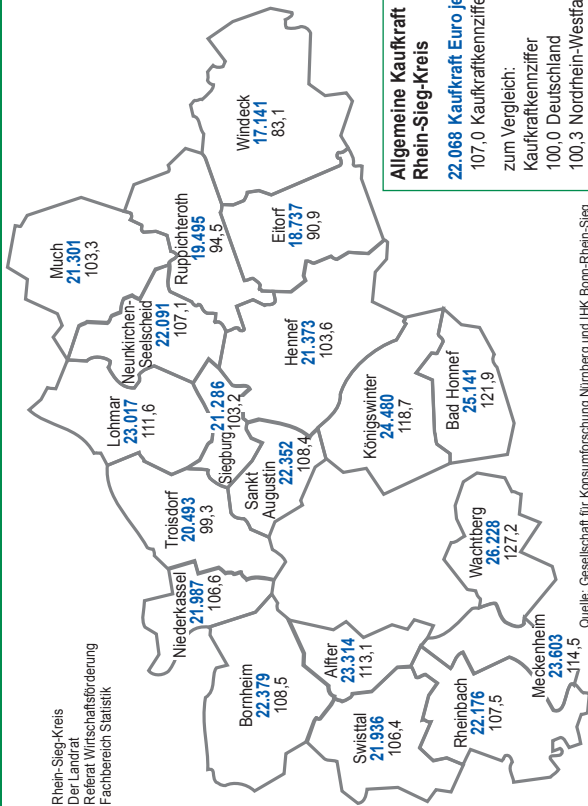 Rhein-Sieg-Kreis
Der Landrat
Referat Wirtschaftsförderung
Fachbereich Statistik
Much
21.301
103,3
Windeck
17.141
83,1
Ruppichteroth
19.495
94,5
Eitorf
18.737
90,9
Neunkirchen-
Seelscheid
22.091
107,1
Lohmar
23.017
111,6
Hennef
21.373
103,6
Siegburg
21.286
103,2
Sankt
Augustin
22.352
108,4
Troisdorf
20.493
99,3
Niederkassel
21.987
106,6
Königswinter
24.480
118,7
Bad Honnef
25.141
121,9
Bornheim
22.379
108,5
Alfter
23.314
113,1
Swisttal
21.936
106,4
Rheinbach
22.176
107,5
Meckenheim
23.603
114,5
Wachtberg
26.228
127,2
Allgemeine Kaufkraft
Rhein-Sieg-Kreis
22.068 Kaufkraft Euro je
107,0 Kaufkraftkennziffe
zum Vergleich:
Kaufkraftkennziffer
100,0 Deutschland
100,3 Nordrhein-Westfa
Quelle: Gesellschaft für Konsumforschung Nürnberg und IHK Bonn-Rhein-Sieg